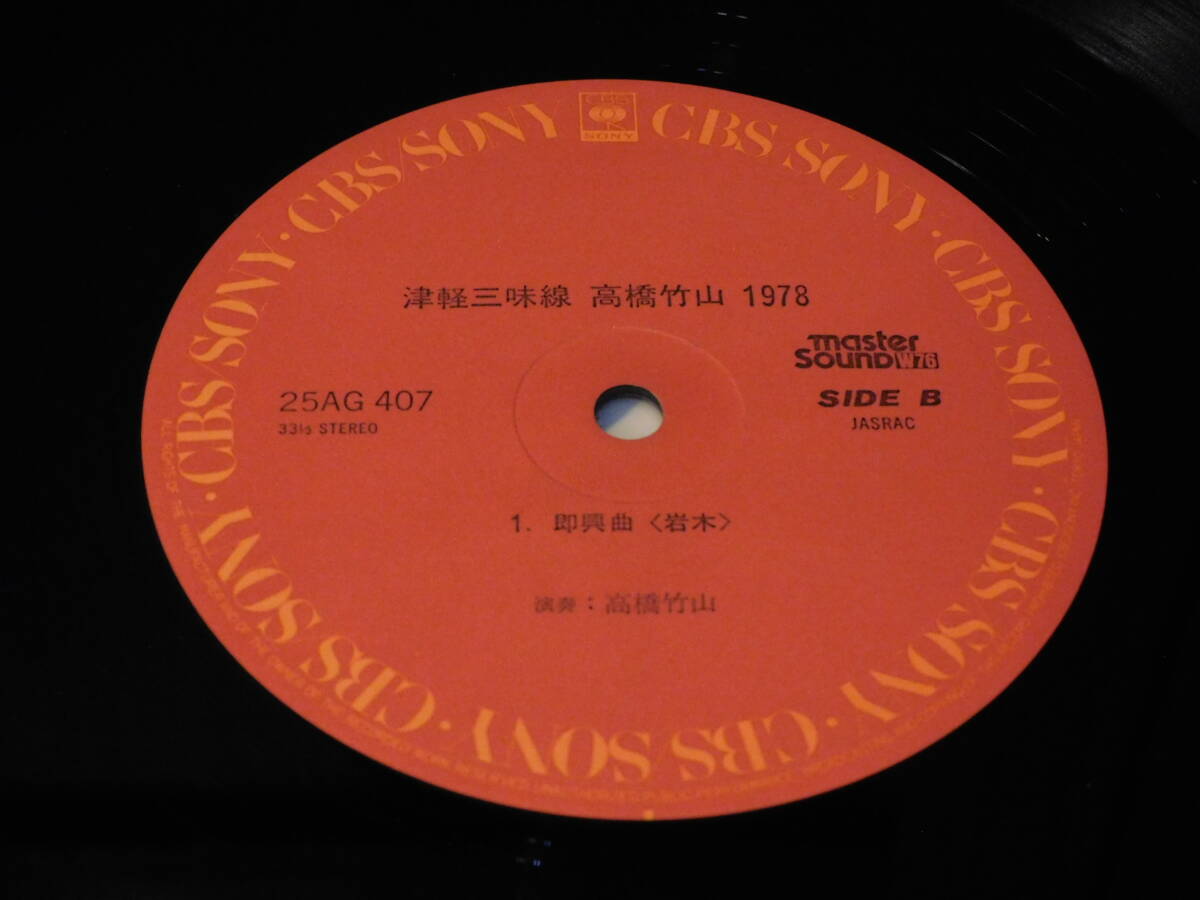 CBS SONY
CBS/SONY · CBS SONY · CBS SONY · CBS SONY · CBS SONY · CBS SONY · CBS SONY · CBS/SONY · CBS/SONY
津軽三味線 高橋竹山 1978
master
SOUND W76
25AG 407
SIDE B
33⅓ STEREO
JASRAC
1. 即興曲〈岩木〉
演奏：高橋竹山